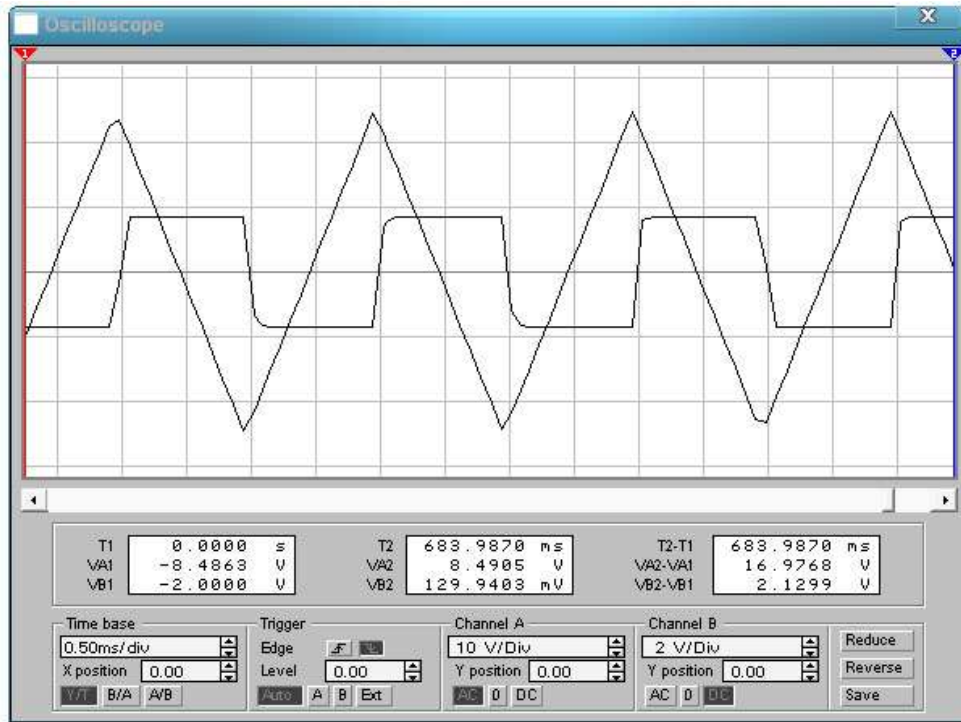 Oscilloscope
1 2
T1 0.0000 s T2 683.9870 ms T2-T1 683.9870 ms
VA1 -8.4863 V VA2 8.4905 V VA2-VA1 16.9768 V
VB1 -2.0000 V VB2 129.9403 mV VB2-VB1 2.1299 V
Time base Trigger Channel A Channel B
0.50ms/div Edge 10 V/Div 2 V/Div Reduce
X position 0.00 Level 0.00 Y position 0.00 Y position 0.00 Reverse
Y/T B/A A/B Auto A B Ext AC 0 DC AC 0 DC Save